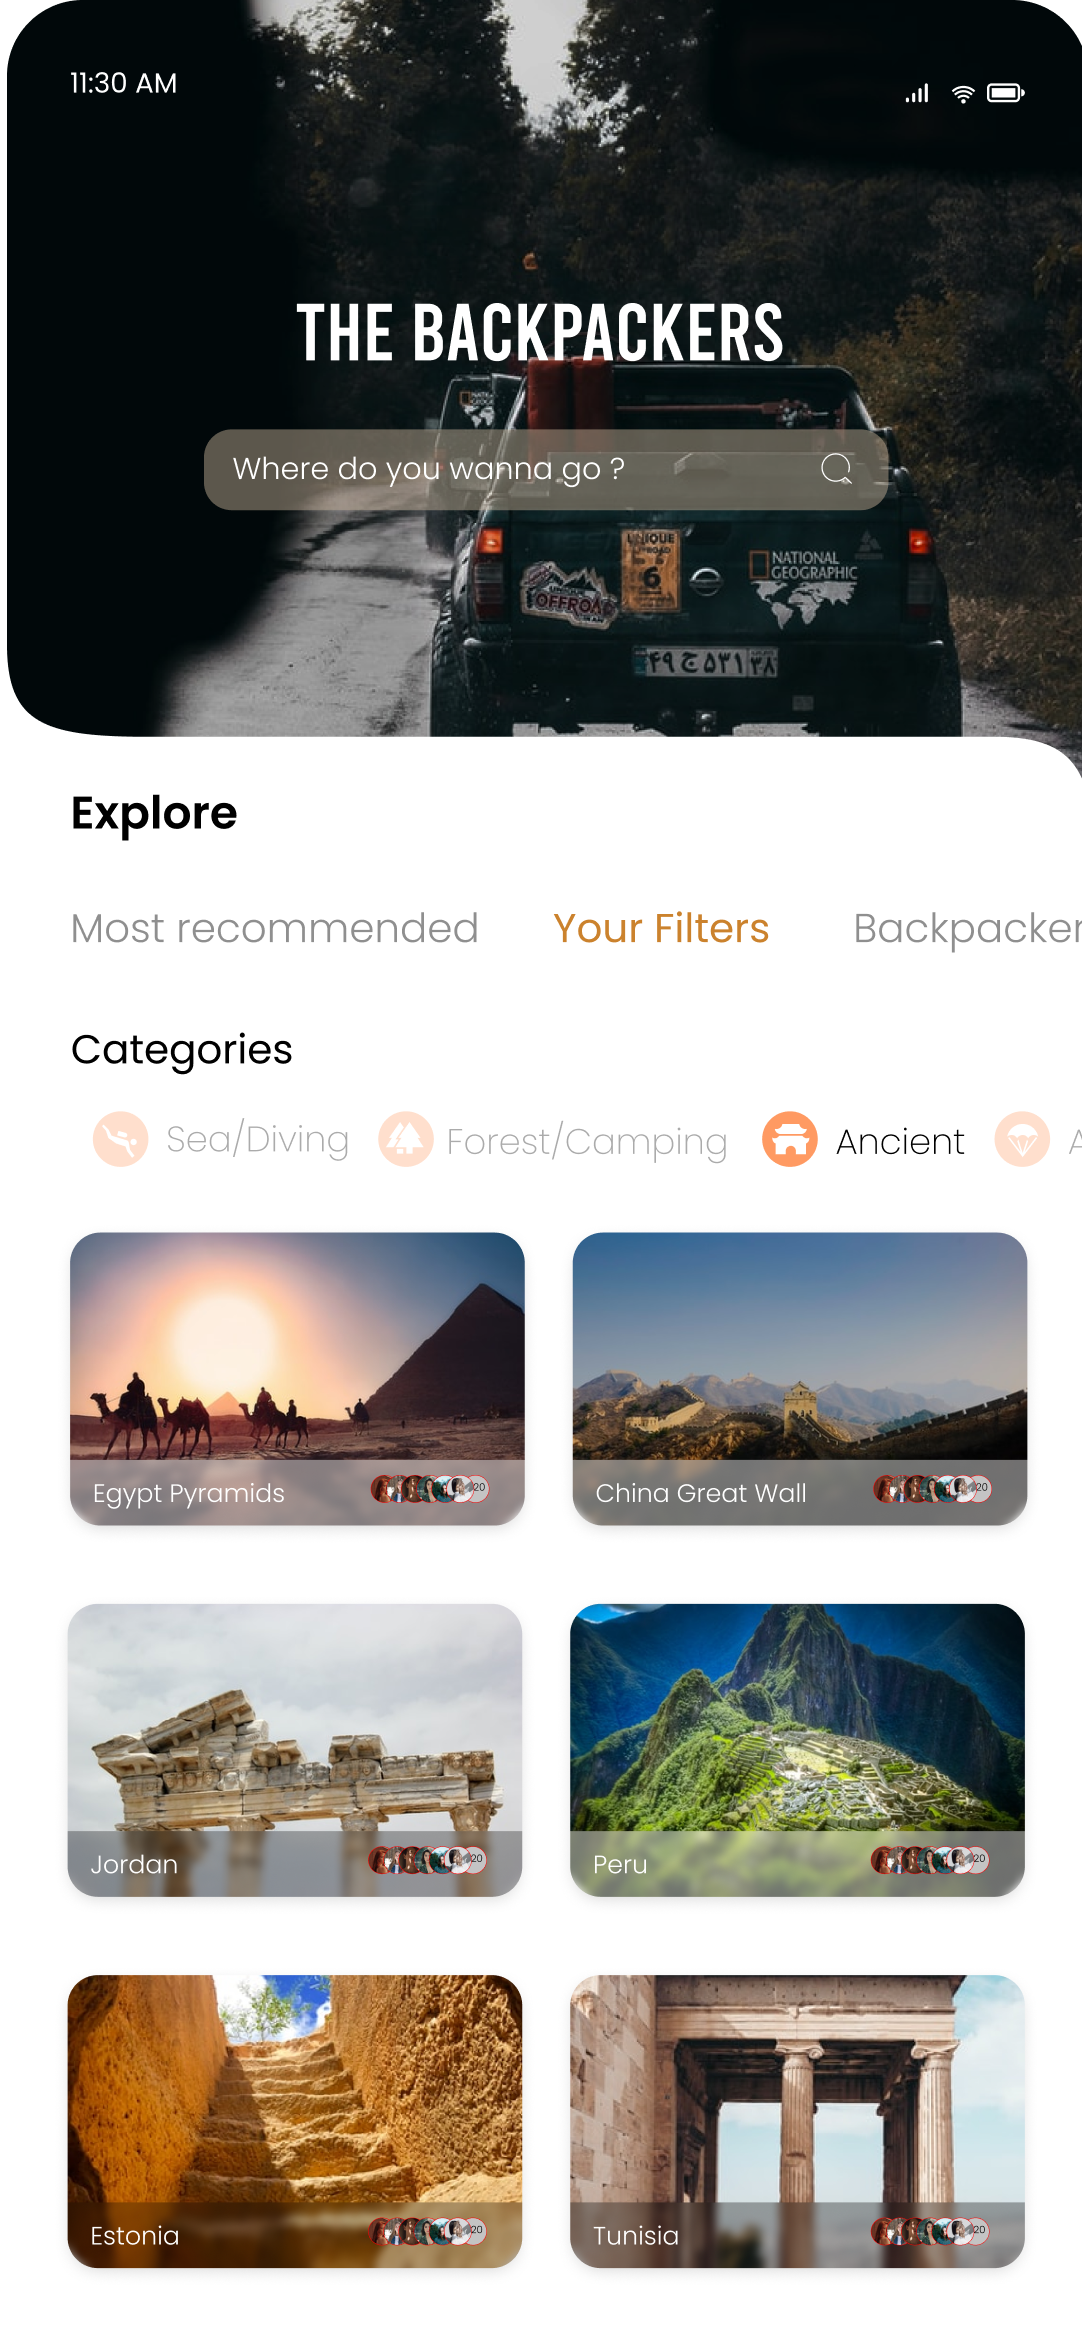 11:30 AM
THE BACKPACKERS
Where do you wanna go ?
UNIQUE
6
NATIONAL
GEOGRAPHIC
OFFROAD
۴۹ ج ۵۳۱ ۳۸
Explore
Most recommended Your Filters Backpacker
Categories
Sea/Diving Forest/Camping Ancient A
Egypt Pyramids 20 China Great Wall 20
Jordan 20 Peru 20
Estonia 20 Tunisia 20